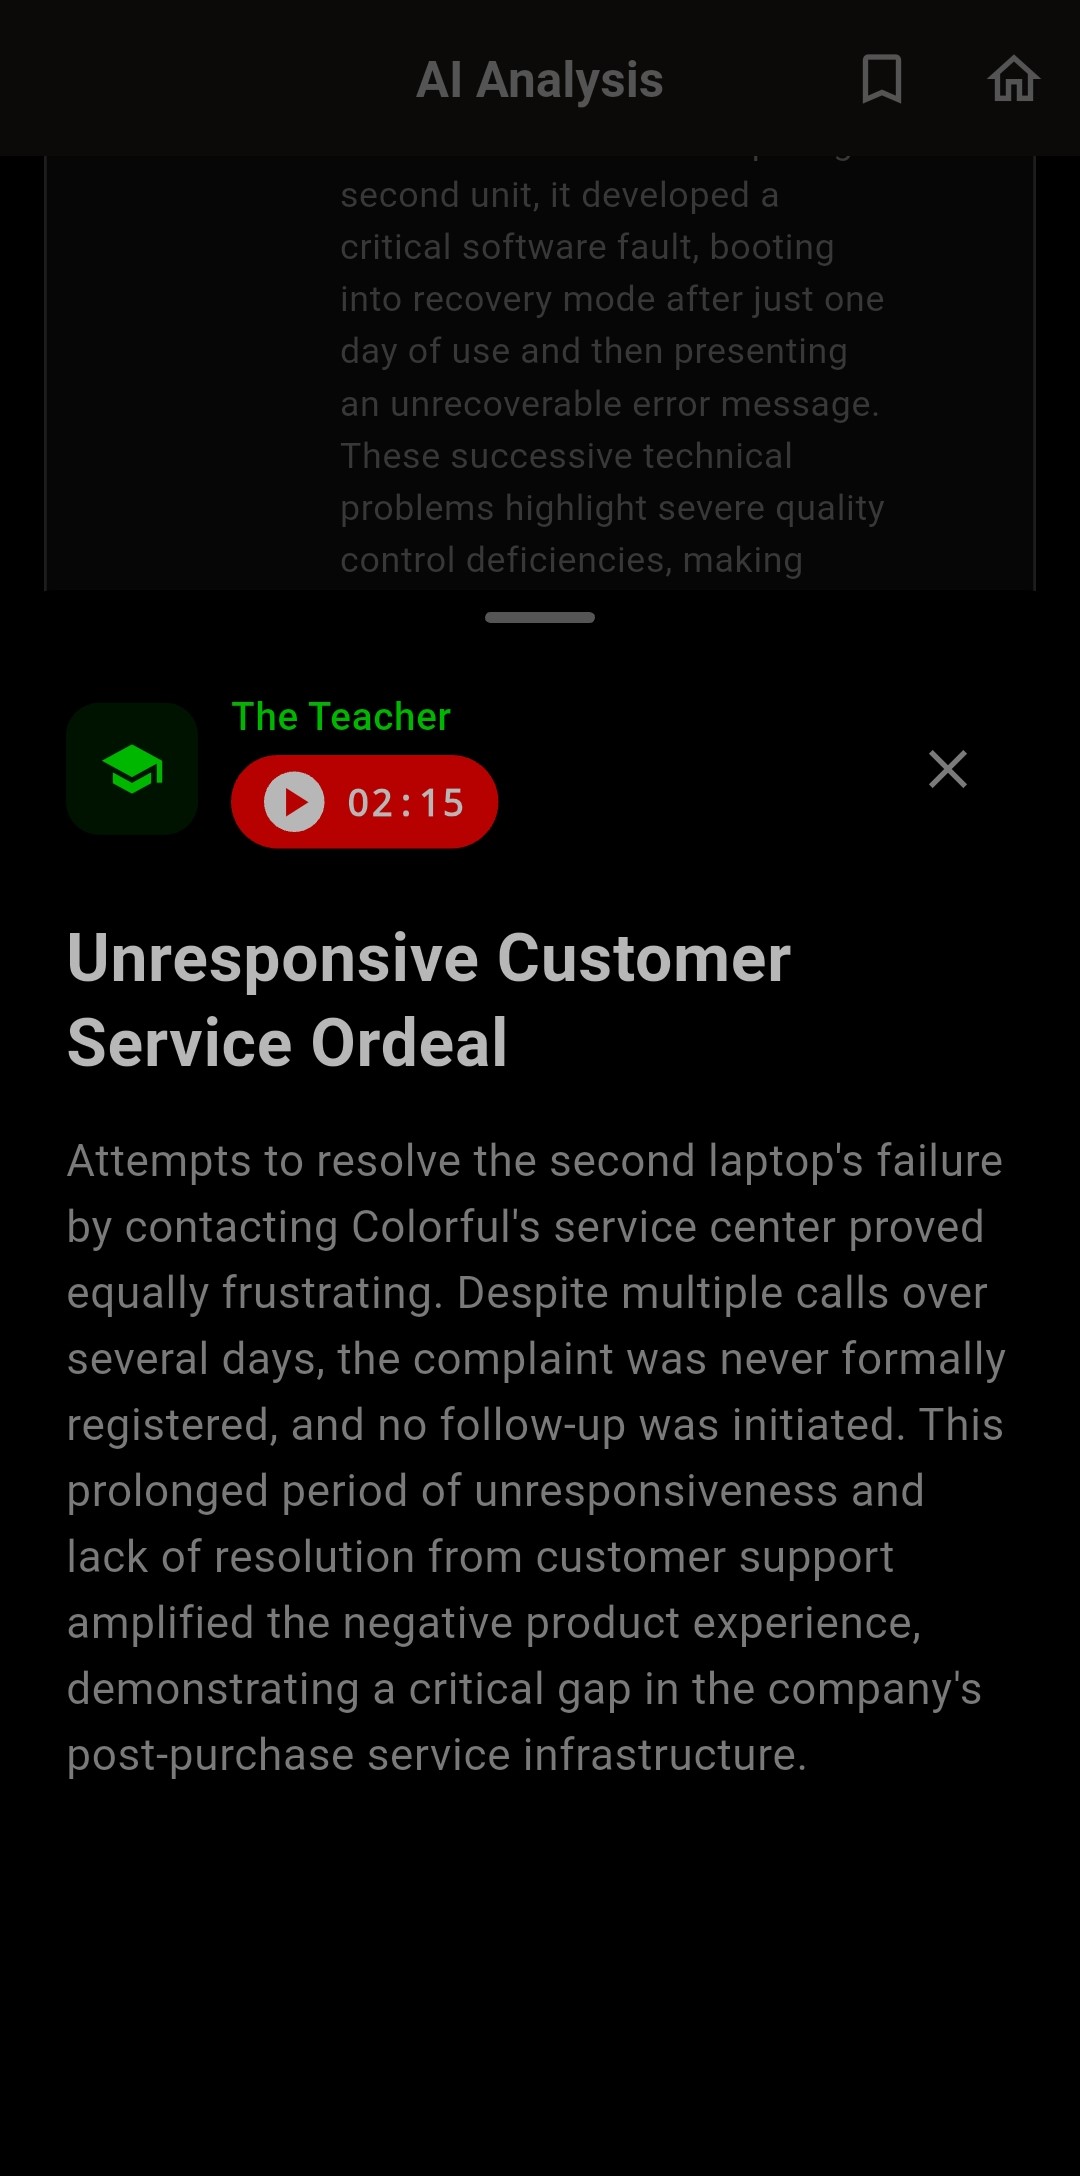 AI Analysis
second unit, it developed a
critical software fault, booting
into recovery mode after just one
day of use and then presenting
an unrecoverable error message.
These successive technical
problems highlight severe quality
control deficiencies, making
The Teacher
02:15
Unresponsive Customer
Service Ordeal
Attempts to resolve the second laptop's failure
by contacting Colorful's service center proved
equally frustrating. Despite multiple calls over
several days, the complaint was never formally
registered, and no follow-up was initiated. This
prolonged period of unresponsiveness and
lack of resolution from customer support
amplified the negative product experience,
demonstrating a critical gap in the company's
post-purchase service infrastructure.